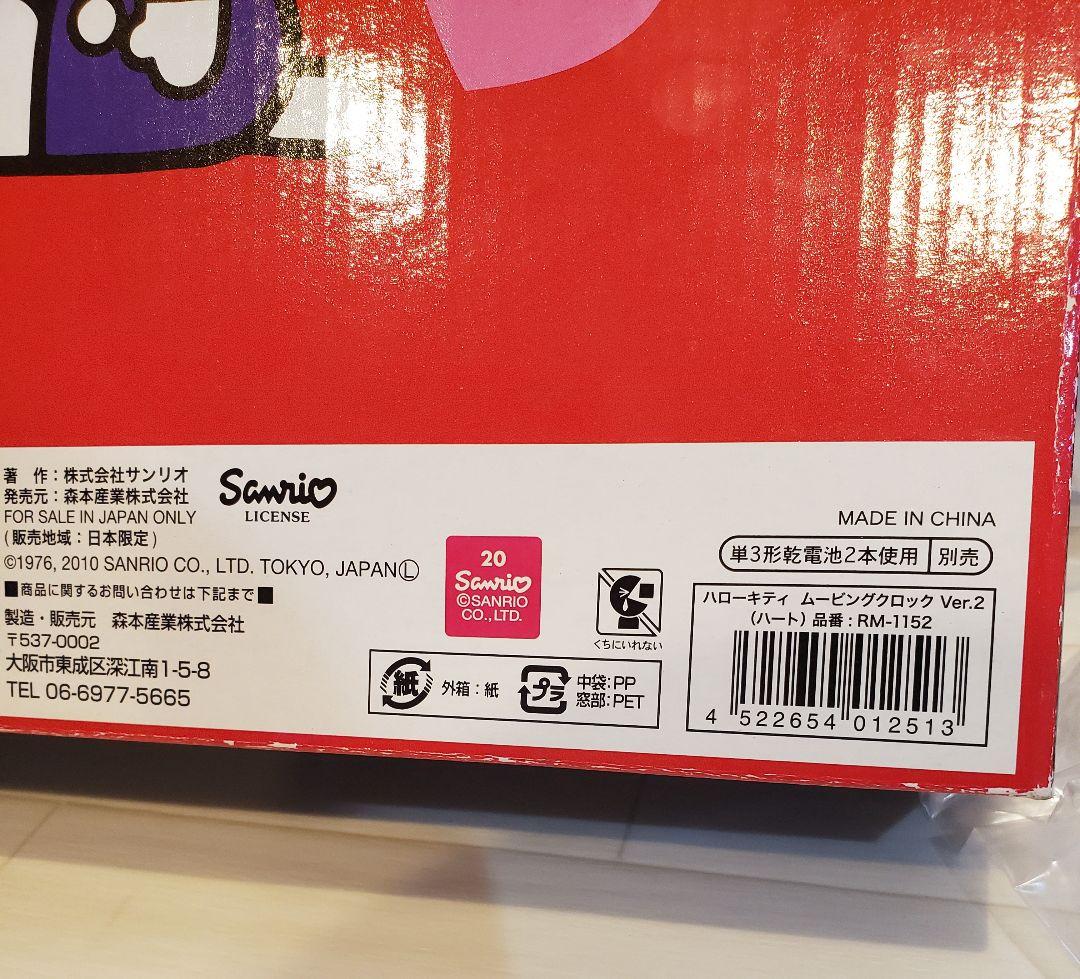 著 作：株式会社サンリオ
発売元：森本産業株式会社
FOR SALE IN JAPAN ONLY
(販売地域：日本限定)
©1976, 2010 SANRIO CO., LTD. TOKYO, JAPANⓁ
■商品に関するお問い合わせは下記まで■
製造・販売元 森本産業株式会社
〒537-0002
大阪市東成区深江南1-5-8
TEL 06-6977-5665
Sanrio
LICENSE
20
Sanrio
©SANRIO
CO., LTD.
くちにいれない
紙 外箱：紙
プラ 中袋：PP
窓部：PET
MADE IN CHINA
単3形乾電池2本使用 別売
ハローキティ ムービングクロック Ver.2
(ハート) 品番：RM-1152
4 522654 012513